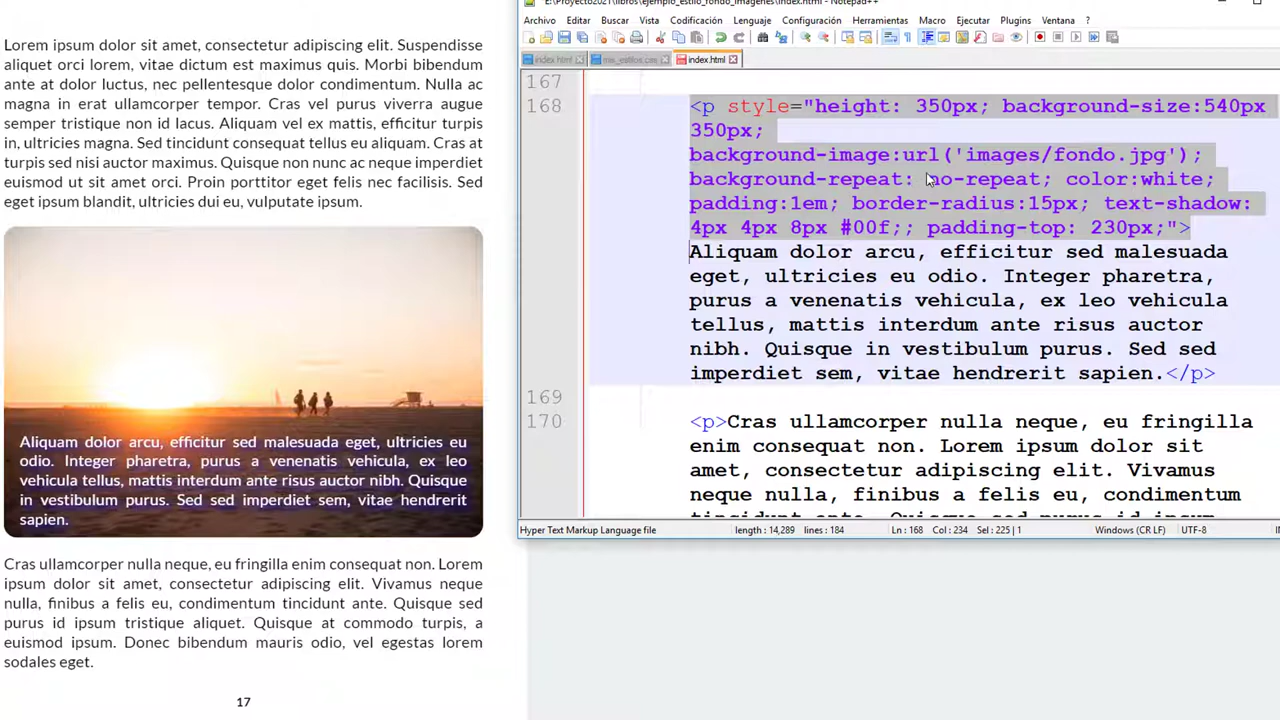 Lorem ipsum dolor sit amet, consectetur adipiscing elit. Suspendisse
aliquet orci lorem, vitae dictum est maximus quis. Morbi bibendum
ante at dolor luctus, nec pellentesque dolor condimentum. Nulla ac
magna in erat ullamcorper tempor. Cras vel purus viverra augue
semper tristique non id lacus. Aliquam vel ex mattis, efficitur turpis
in, ultricies magna. Sed tincidunt consectetur tellus eu aliquam. Cras at
turpis sed nisi auctor maximus. Quisque non nunc ac neque imperdiet
euismod ut sit amet orci. Proin porttitor eget felis nec facilisis. Sed
eget ipsum blandit, ultricies dui eu, vulputate ipsum.
Aliquam dolor arcu, efficitur sed malesuada eget, ultricies eu
odio. Integer pharetra, purus a venenatis vehicula, ex leo
vehicula tellus, mattis interdum ante risus auctor nibh. Quisque
in vestibulum purus. Sed sed imperdiet sem, vitae hendrerit
sapien.
Cras ullamcorper nulla neque, eu fringilla enim consequat non. Lorem
ipsum dolor sit amet, consectetur adipiscing elit. Vivamus neque
nulla, finibus a felis eu, condimentum tincidunt ante. Quisque sed
purus id ipsum tristique aliquet. Quisque at commodo turpis, a
euismod ipsum. Donec bibendum mauris odio, vel egestas lorem
sodales eget.
17
E:\Proyecto2021\libros\ejemplo_estilo_fondo_imagenes\index.html - Notepad++
Archivo Editar Buscar Vista Codificación Lenguaje Configuración Herramientas Macro Ejecutar Plugins Ventana ?
index.html mis_estilos.css index.html
167
168 <p style="height: 350px; background-size:540px
350px;
background-image:url('images/fondo.jpg');
background-repeat: no-repeat; color:white;
padding:1em; border-radius:15px; text-shadow:
4px 4px 8px #00f;; padding-top: 230px;">
Aliquam dolor arcu, efficitur sed malesuada
eget, ultricies eu odio. Integer pharetra,
purus a venenatis vehicula, ex leo vehicula
tellus, mattis interdum ante risus auctor
nibh. Quisque in vestibulum purus. Sed sed
imperdiet sem, vitae hendrerit sapien.</p>
169
170 <p>Cras ullamcorper nulla neque, eu fringilla
enim consequat non. Lorem ipsum dolor sit
amet, consectetur adipiscing elit. Vivamus
neque nulla, finibus a felis eu, condimentum
Hyper Text Markup Language file length : 14,289 lines : 184 Ln : 168 Col : 234 Sel : 225 | 1 Windows (CR LF) UTF-8